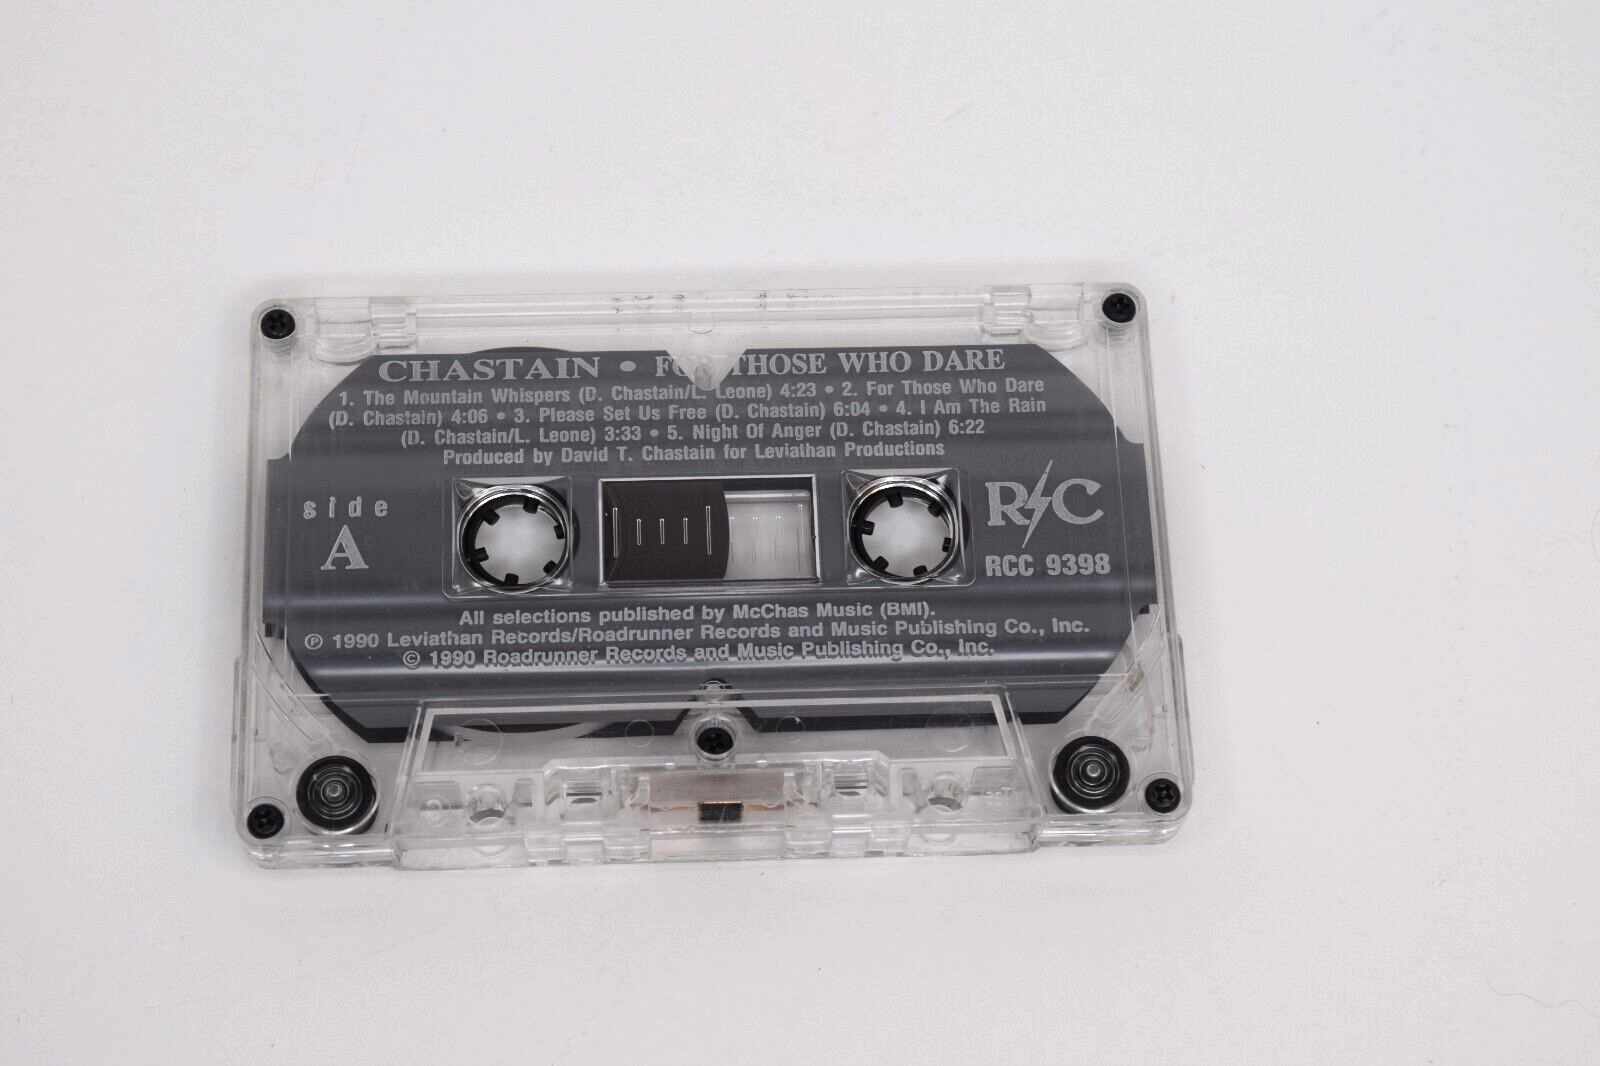 CHASTAIN • FOR THOSE WHO DARE
1. The Mountain Whispers (D. Chastain/L. Leone) 4:23 • 2. For Those Who Dare
(D. Chastain) 4:06 • 3. Please Set Us Free (D. Chastain) 6:04 • 4. I Am The Rain
(D. Chastain/L. Leone) 3:33 • 5. Night Of Anger (D. Chastain) 6:22
Produced by David T. Chastain for Leviathan Productions
side
A
R⚡C
RCC 9398
All selections published by McChas Music (BMI).
℗ 1990 Leviathan Records/Roadrunner Records and Music Publishing Co., Inc.
© 1990 Roadrunner Records and Music Publishing Co., Inc.